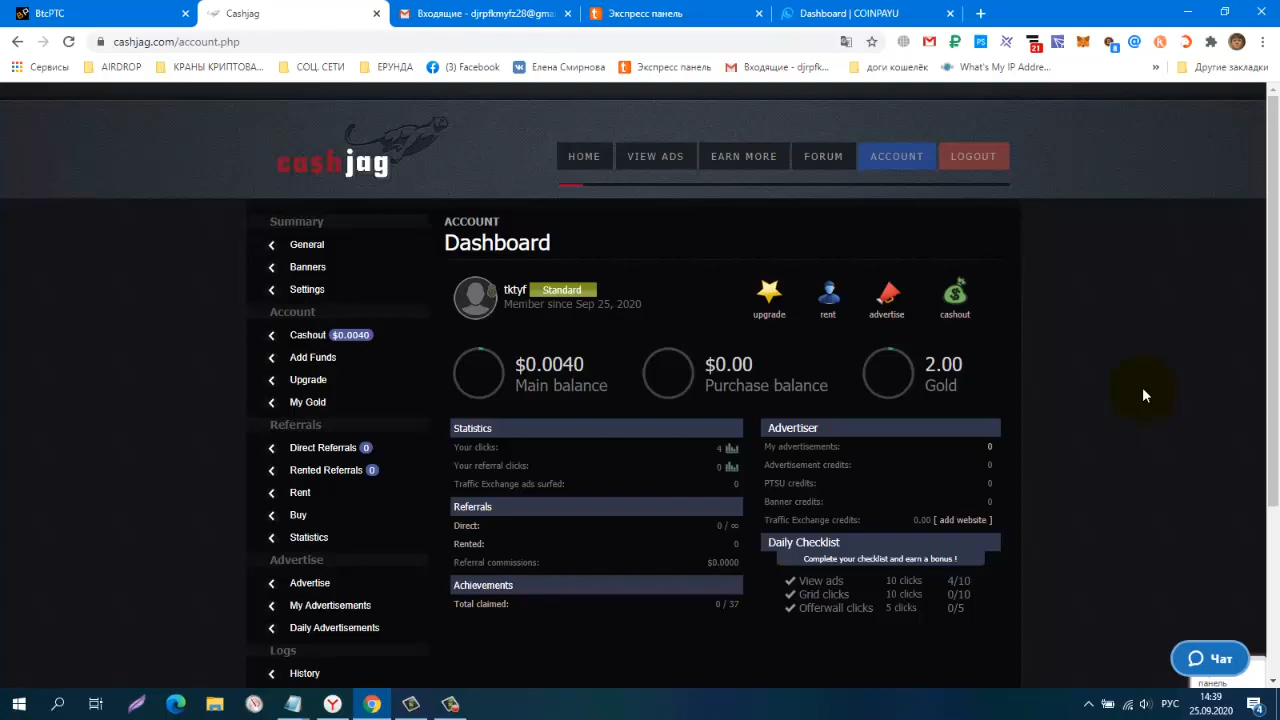 BtcPTC
Cashjag
Входящие - djrpfkmyfz28@gma
Экспресс панель
Dashboard | COINPAYU
cashjag.com/account.php
21
8
Сервисы
AIRDROP
КРАНЫ КРИПТОВА...
СОЦ. СЕТИ
ЕРУНДА
(3) Facebook
Елена Смирнова
Экспресс панель
Входящие - djrpfk...
доги кошелёк
What's My IP Addre...
»
Другие закладки
cashjag
HOME
VIEW ADS
EARN MORE
FORUM
ACCOUNT
LOGOUT
Summary
General
Banners
Settings
Account
Cashout $0.0040
Add Funds
Upgrade
My Gold
Referrals
Direct Referrals 0
Rented Referrals 0
Rent
Buy
Statistics
Advertise
Advertise
My Advertisements
Daily Advertisements
Logs
History
ACCOUNT
Dashboard
tktyf Standard
Member since Sep 25, 2020
upgrade
rent
advertise
cashout
$0.0040
Main balance
$0.00
Purchase balance
2.00
Gold
Statistics
Your clicks: 4
Your referral clicks: 0
Traffic Exchange ads surfed: 0
Referrals
Direct: 0 / ∞
Rented: 0
Referral commissions: $0.0000
Achievements
Total claimed: 0 / 37
Advertiser
My advertisements: 0
Advertisement credits: 0
PTSU credits: 0
Banner credits: 0
Traffic Exchange credits: 0.00 [ add website ]
Daily Checklist
Complete your checklist and earn a bonus !
View ads 10 clicks 4/10
Grid clicks 10 clicks 0/10
Offerwall clicks 5 clicks 0/5
Чат
панель
РУС
14:39
25.09.2020
4